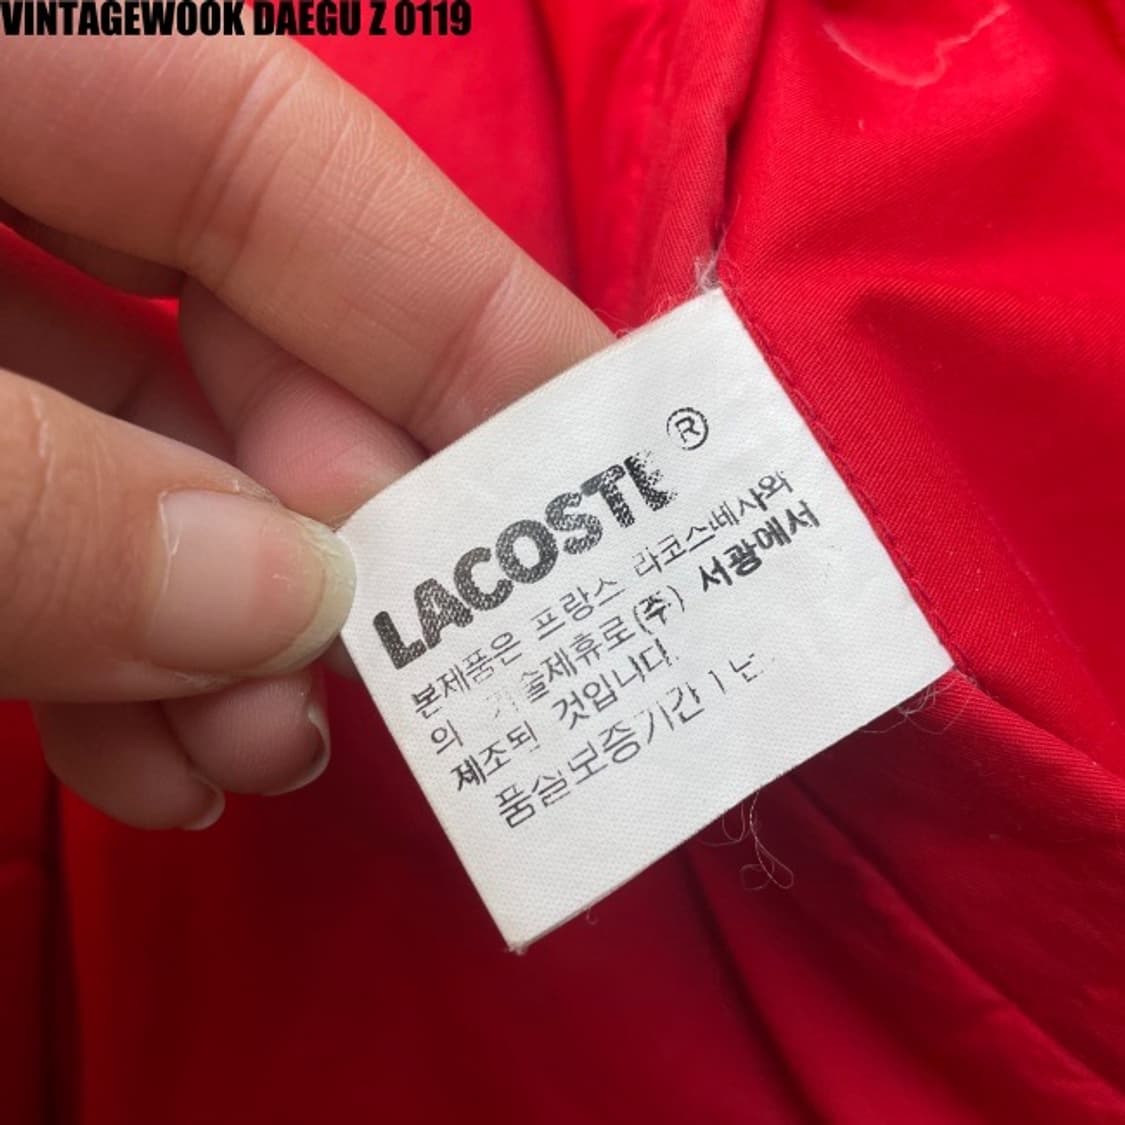 VINTAGEWOOK DAEGU Z 0119
LACOSTE ®
본제품은 프랑스 라코스떼사와
의 기술제휴로(주) 서광에서
제조된 것입니다.
품실보증기간 1년.